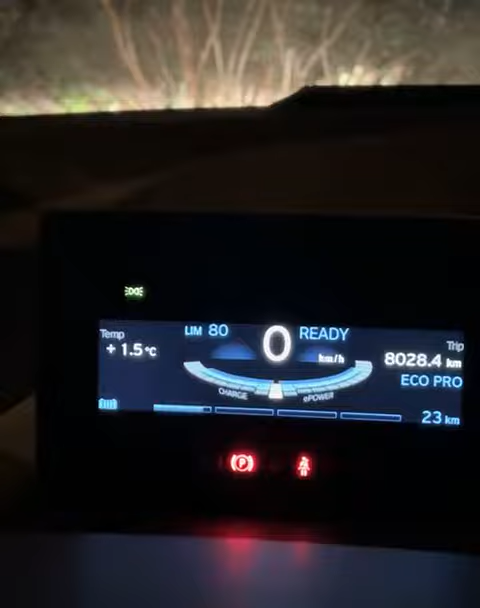 Temp
+ 1.5 °C
LIM 80
0
km/h
READY
Trip
8028.4 km
ECO PRO
CHARGE
ePOWER
23 km
P